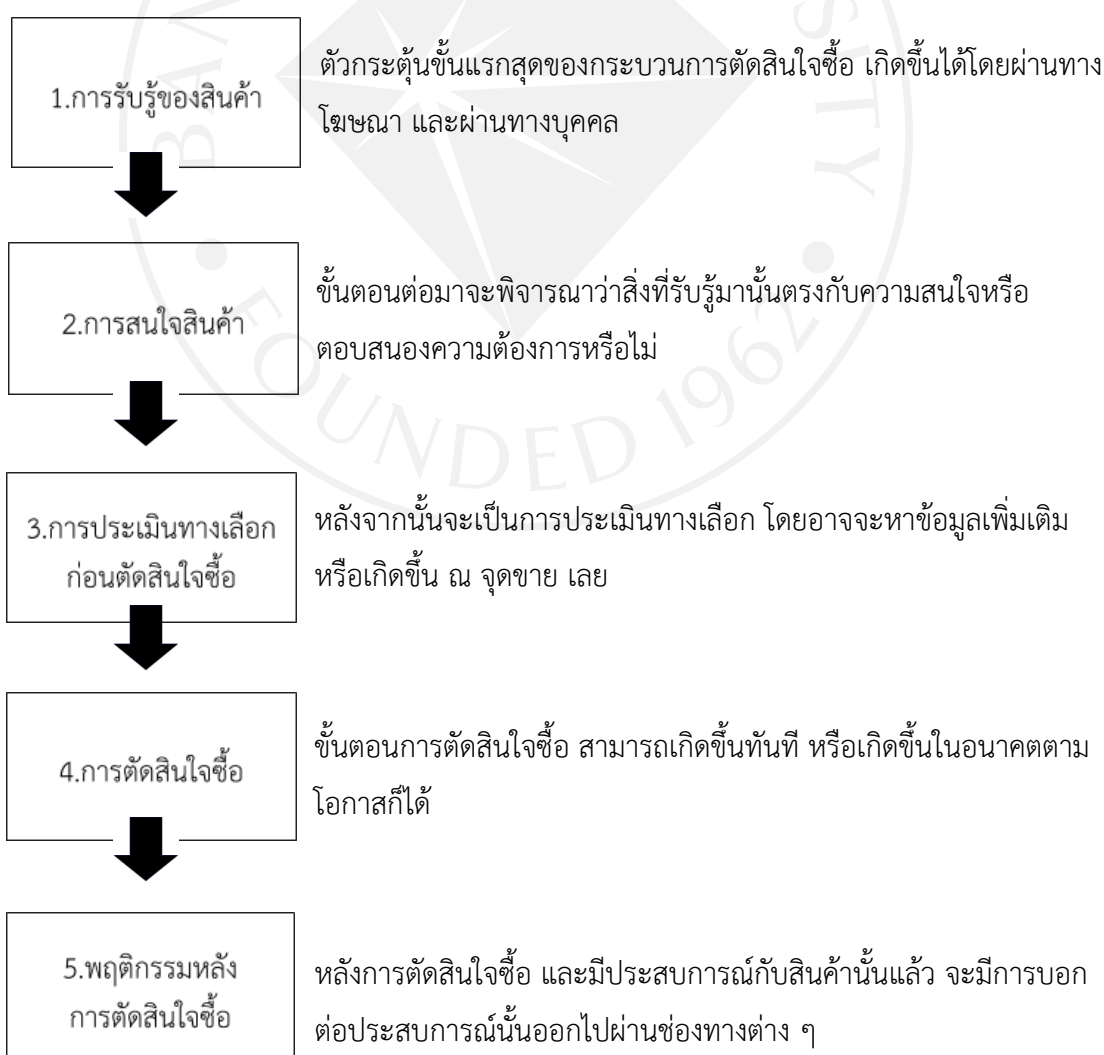 1.การรับรู้ของสินค้า
ตัวกระตุ้นขั้นแรกสุดของกระบวนการตัดสินใจซื้อ เกิดขึ้นได้โดยผ่านทาง
โฆษณา และผ่านทางบุคคล
2.การสนใจสินค้า
ขั้นตอนต่อมาจะพิจารณาว่าสิ่งที่รับรู้มานั้นตรงกับความสนใจหรือ
ตอบสนองความต้องการหรือไม่
3.การประเมินทางเลือก
ก่อนตัดสินใจซื้อ
หลังจากนั้นจะเป็นการประเมินทางเลือก โดยอาจจะหาข้อมูลเพิ่มเติม
หรือเกิดขึ้น ณ จุดขาย เลย
4.การตัดสินใจซื้อ
ขั้นตอนการตัดสินใจซื้อ สามารถเกิดขึ้นทันที หรือเกิดขึ้นในอนาคตตาม
โอกาสก็ได้
5.พฤติกรรมหลัง
การตัดสินใจซื้อ
หลังการตัดสินใจซื้อ และมีประสบการณ์กับสินค้านั้นแล้ว จะมีการบอก
ต่อประสบการณ์นั้นออกไปผ่านช่องทางต่าง ๆ
FOUNDED 1962